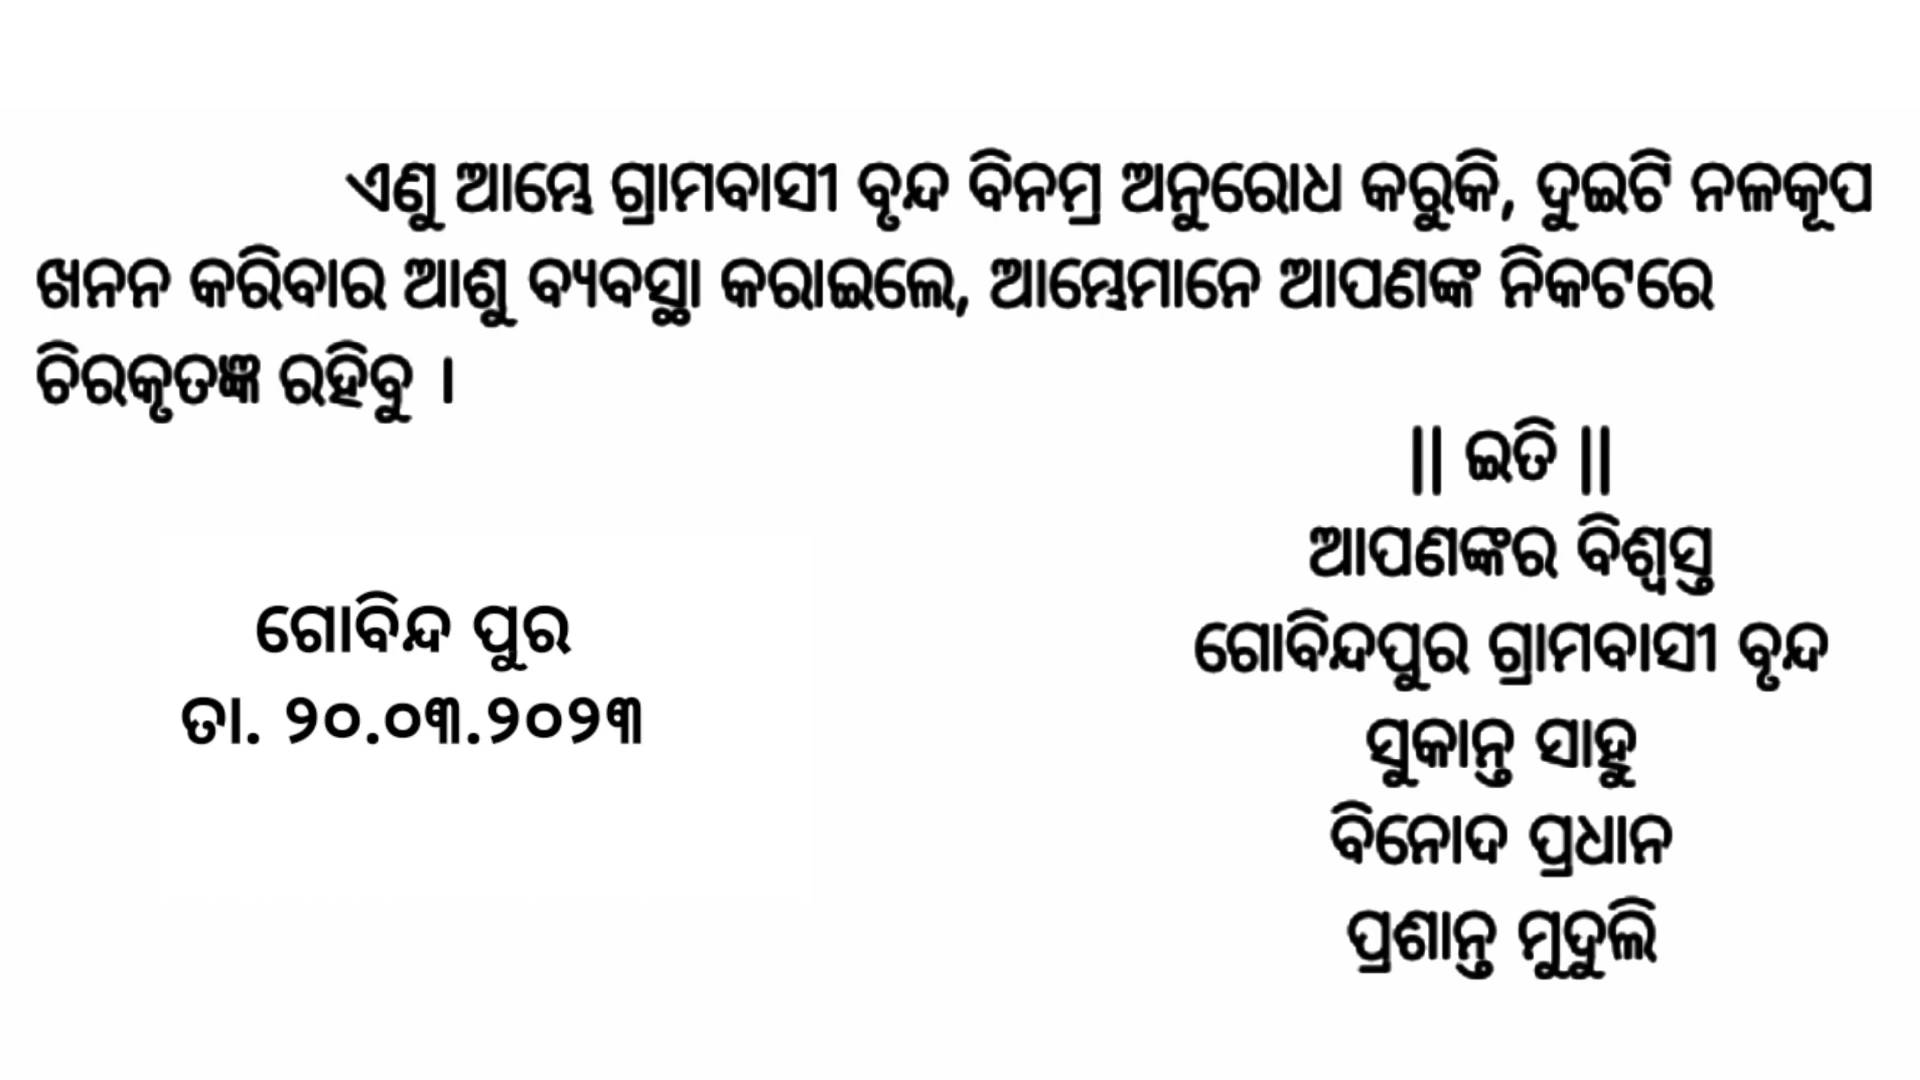 ଏଣୁ ଆମ୍ଭେ ଗ୍ରାମବାସୀ ବୃନ୍ଦ ବିନମ୍ର ଅନୁରୋଧ କରୁକି, ଦୁଇଟି ନଳକୂପ
ଖନନ କରିବାର ଆଶୁ ବ୍ୟବସ୍ଥା କରାଇଲେ, ଆମ୍ଭେମାନେ ଆପଣଙ୍କ ନିକଟରେ
ଚିରକୃତଜ୍ଞ ରହିବୁ ।
|| ଇତି ||
ଆପଣଙ୍କର ବିଶ୍ୱସ୍ତ
ଗୋବିନ୍ଦପୁର ଗ୍ରାମବାସୀ ବୃନ୍ଦ
ସୁକାନ୍ତ ସାହୁ
ବିନୋଦ ପ୍ରଧାନ
ପ୍ରଶାନ୍ତ ମୁଦୁଲି
ଗୋବିନ୍ଦ ପୁର
ତା. ୨୦.୦୩.୨୦୨୩